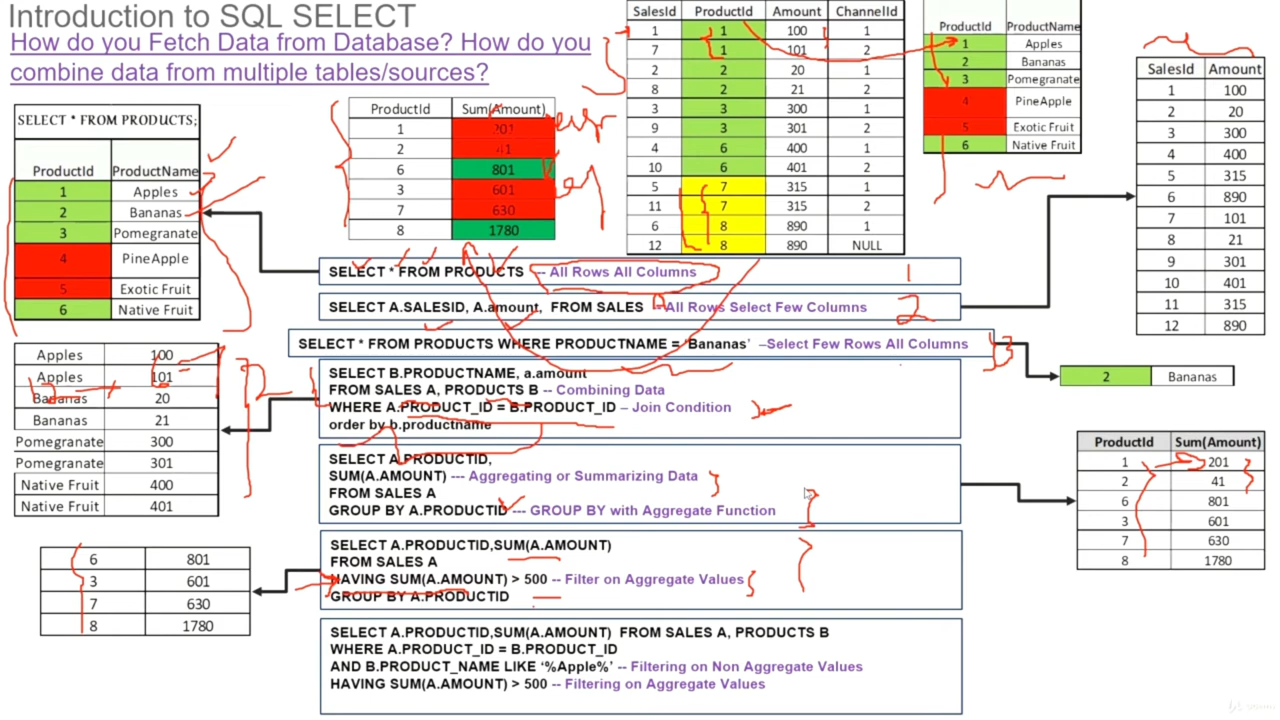 Introduction to SQL SELECT
How do you Fetch Data from Database? How do you
combine data from multiple tables/sources?
SELECT * FROM PRODUCTS;
ProductId ProductName
1 Apples
2 Bananas
3 Pomegranate
4 PineApple
5 Exotic Fruit
6 Native Fruit
ProductId Sum(Amount)
1 201
2 41
6 801
3 601
7 630
8 1780
SalesId ProductId Amount ChannelId
1 1 100 1
7 1 101 2
2 2 20 1
8 2 21 2
3 3 300 1
9 3 301 2
4 6 400 1
10 6 401 2
5 7 315 1
11 7 315 2
6 8 890 1
12 8 890 NULL
ProductId ProductName
1 Apples
2 Bananas
3 Pomegranate
4 PineApple
5 Exotic Fruit
6 Native Fruit
SalesId Amount
1 100
2 20
3 300
4 400
5 315
6 890
7 101
8 21
9 301
10 401
11 315
12 890
SELECT * FROM PRODUCTS -- All Rows All Columns
1
SELECT A.SALESID, A.amount, FROM SALES A --All Rows Select Few Columns
2
SELECT * FROM PRODUCTS WHERE PRODUCTNAME = 'Bananas' –Select Few Rows All Columns
3
2 Bananas
Apples 100
Apples 101
Bananas 20
Bananas 21
Pomegranate 300
Pomegranate 301
Native Fruit 400
Native Fruit 401
SELECT B.PRODUCTNAME, a.amount
FROM SALES A, PRODUCTS B -- Combining Data
WHERE A.PRODUCT_ID = B.PRODUCT_ID – Join Condition
order by b.productname
SELECT A.PRODUCTID,
SUM(A.AMOUNT) --- Aggregating or Summarizing Data
FROM SALES A
GROUP BY A.PRODUCTID --- GROUP BY with Aggregate Function
ProductId Sum(Amount)
1 201
2 41
6 801
3 601
7 630
8 1780
SELECT A.PRODUCTID,SUM(A.AMOUNT)
FROM SALES A
HAVING SUM(A.AMOUNT) > 500 -- Filter on Aggregate Values
GROUP BY A.PRODUCTID
6 801
3 601
7 630
8 1780
SELECT A.PRODUCTID,SUM(A.AMOUNT) FROM SALES A, PRODUCTS B
WHERE A.PRODUCT_ID = B.PRODUCT_ID
AND B.PRODUCT_NAME LIKE '%Apple%' -- Filtering on Non Aggregate Values
HAVING SUM(A.AMOUNT) > 500 -- Filtering on Aggregate Values